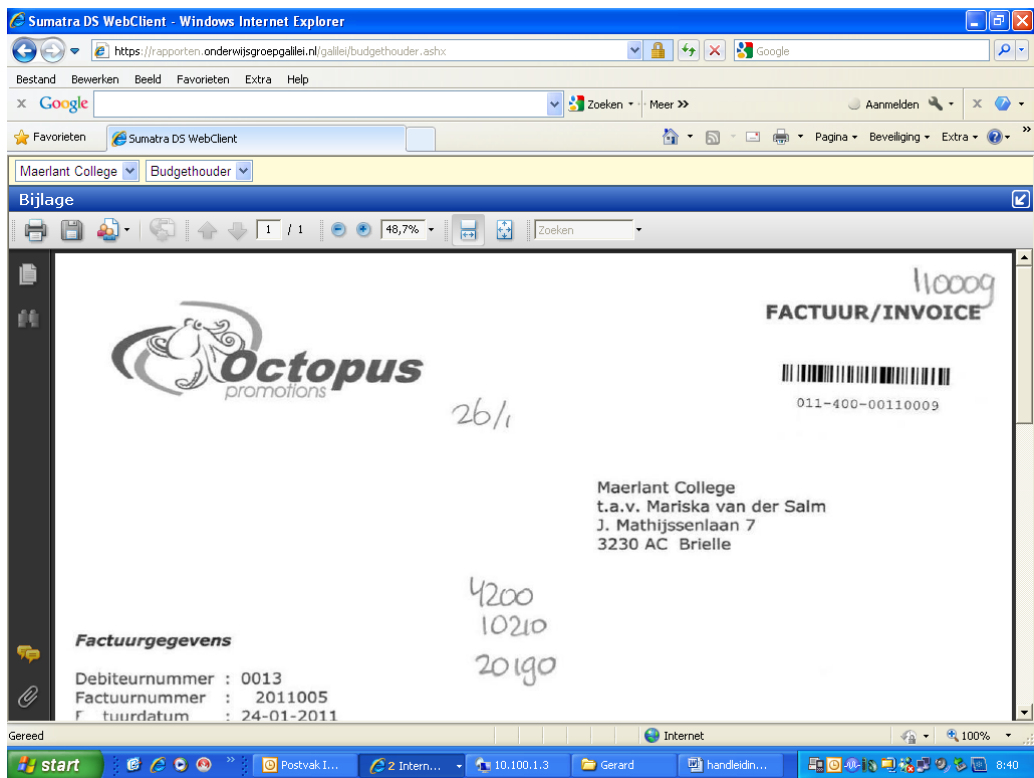 Sumatra DS WebClient - Windows Internet Explorer
https://rapporten.onderwijsgroepgalilei.nl/galilei/budgethouder.ashx
Google
Bestand Bewerken Beeld Favorieten Extra Help
x Google Zoeken Meer >> Aanmelden
Favorieten Sumatra DS WebClient Pagina Beveiliging Extra
Maerlant College Budgethouder
Bijlage
1 / 1 48,7% Zoeken
110009
FACTUUR/INVOICE
Octopus
promotions
011-400-00110009
26/1
Maerlant College
t.a.v. Mariska van der Salm
J. Mathijssenlaan 7
3230 AC Brielle
4200
10210
20190
Factuurgegevens
Debiteurnummer : 0013
Factuurnummer : 2011005
F tuurdatum : 24-01-2011
Gereed Internet 100%
start Postvak I... 2 Intern... 10.100.1.3 Gerard handleidin... 8:40